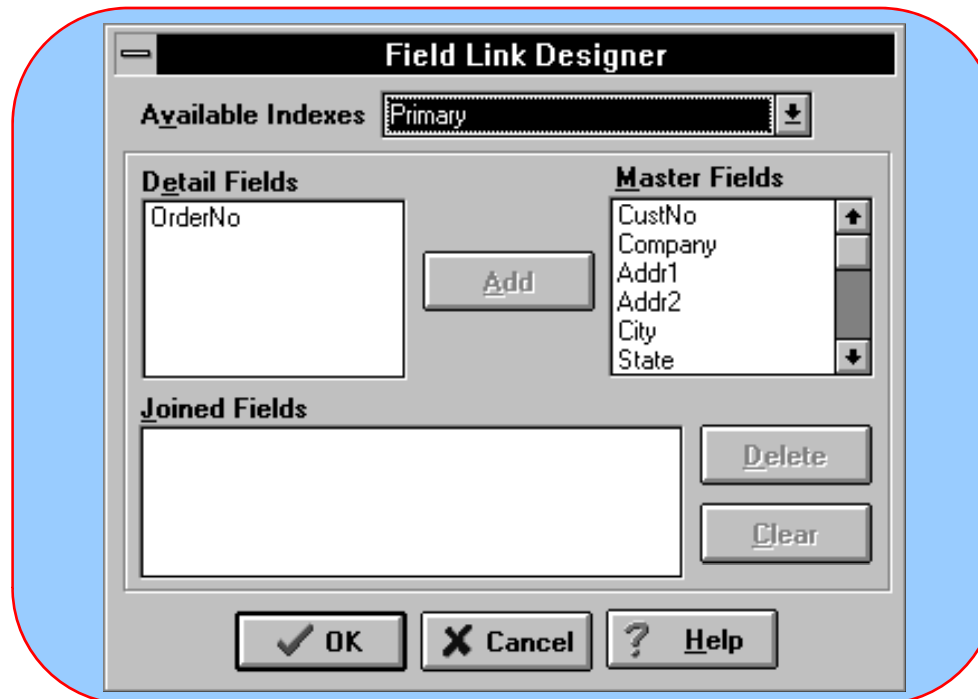 Field Link Designer
Available Indexes Primary
Detail Fields
OrderNo
Add
Master Fields
CustNo
Company
Addr1
Addr2
City
State
Joined Fields
Delete
Clear
OK Cancel Help